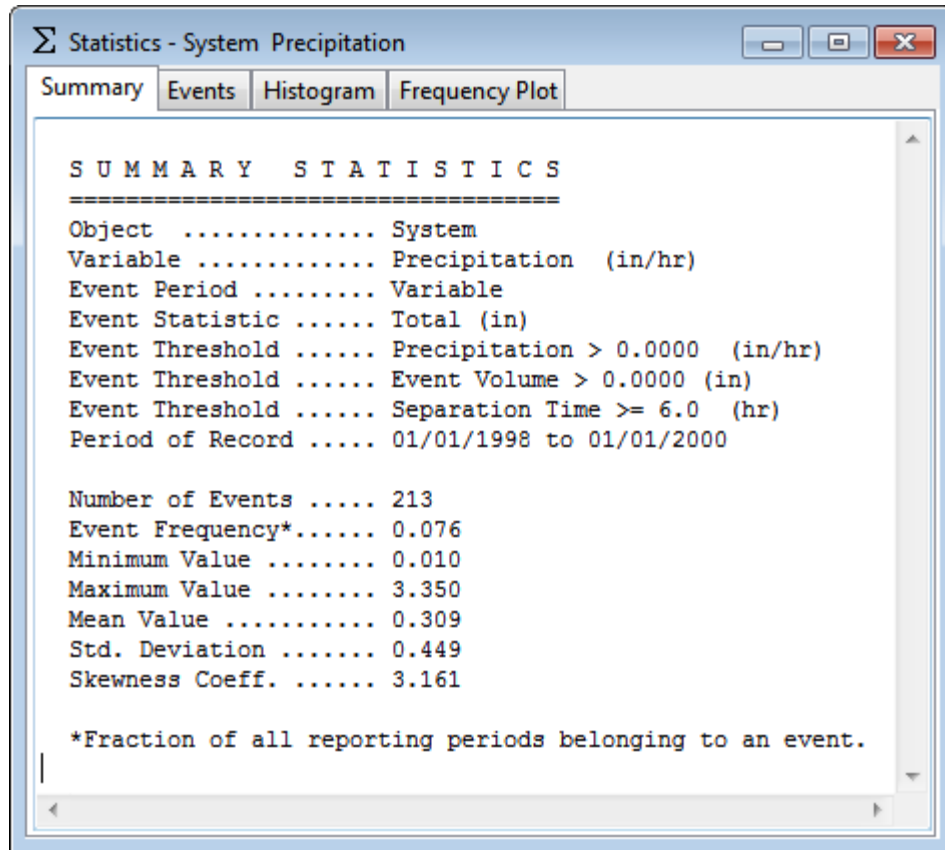 Σ Statistics - System Precipitation
Summary Events Histogram Frequency Plot
S U M M A R Y   S T A T I S T I C S
===================================
Object .............. System
Variable ............. Precipitation (in/hr)
Event Period ......... Variable
Event Statistic ...... Total (in)
Event Threshold ...... Precipitation > 0.0000 (in/hr)
Event Threshold ...... Event Volume > 0.0000 (in)
Event Threshold ...... Separation Time >= 6.0 (hr)
Period of Record ..... 01/01/1998 to 01/01/2000
Number of Events ..... 213
Event Frequency*...... 0.076
Minimum Value ........ 0.010
Maximum Value ........ 3.350
Mean Value ........... 0.309
Std. Deviation ....... 0.449
Skewness Coeff. ...... 3.161
*Fraction of all reporting periods belonging to an event.